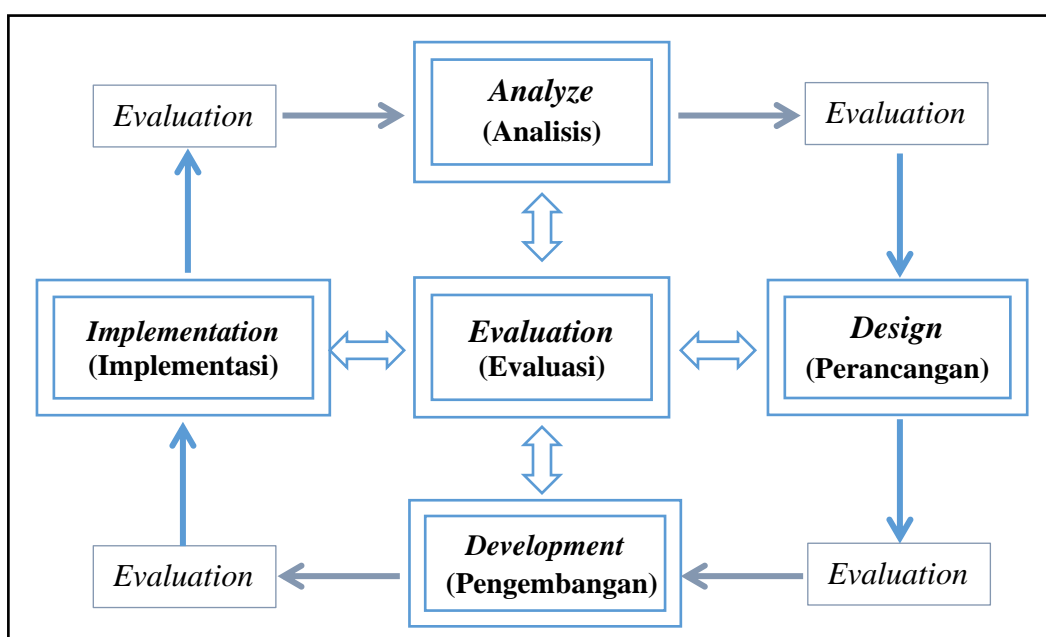 Analyze
(Analisis)
Evaluation
Evaluation
Implementation
(Implementasi)
Evaluation
(Evaluasi)
Design
(Perancangan)
Evaluation
Development
(Pengembangan)
Evaluation